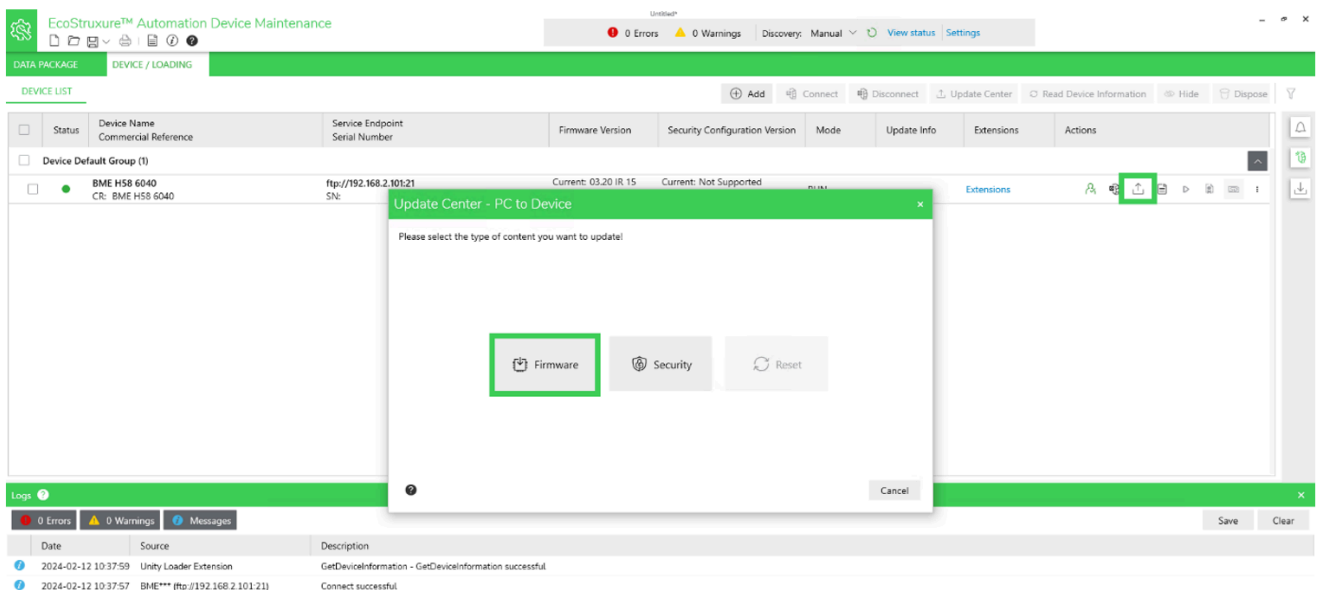 Untitled*
EcoStruxure™ Automation Device Maintenance
0 Errors 0 Warnings Discovery: Manual View status Settings
DATA PACKAGE DEVICE / LOADING
DEVICE LIST
Add Connect Disconnect Update Center Read Device Information Hide Dispose
Status Device Name Service Endpoint Firmware Version Security Configuration Version Mode Update Info Extensions Actions
Commercial Reference Serial Number
Device Default Group (1)
BME H58 6040 ftp://192.168.2.101:21 Current: 03.20 IR 15 Current: Not Supported Extensions
CR: BME H58 6040 SN:
Update Center - PC to Device
Please select the type of content you want to update!
Firmware Security Reset
Cancel
Logs
0 Errors 0 Warnings Messages Save Clear
Date Source Description
2024-02-12 10:37:59 Unity Loader Extension GetDeviceInformation - GetDeviceInformation successful
2024-02-12 10:37:57 BME*** (ftp://192.168.2.101:21) Connect successful